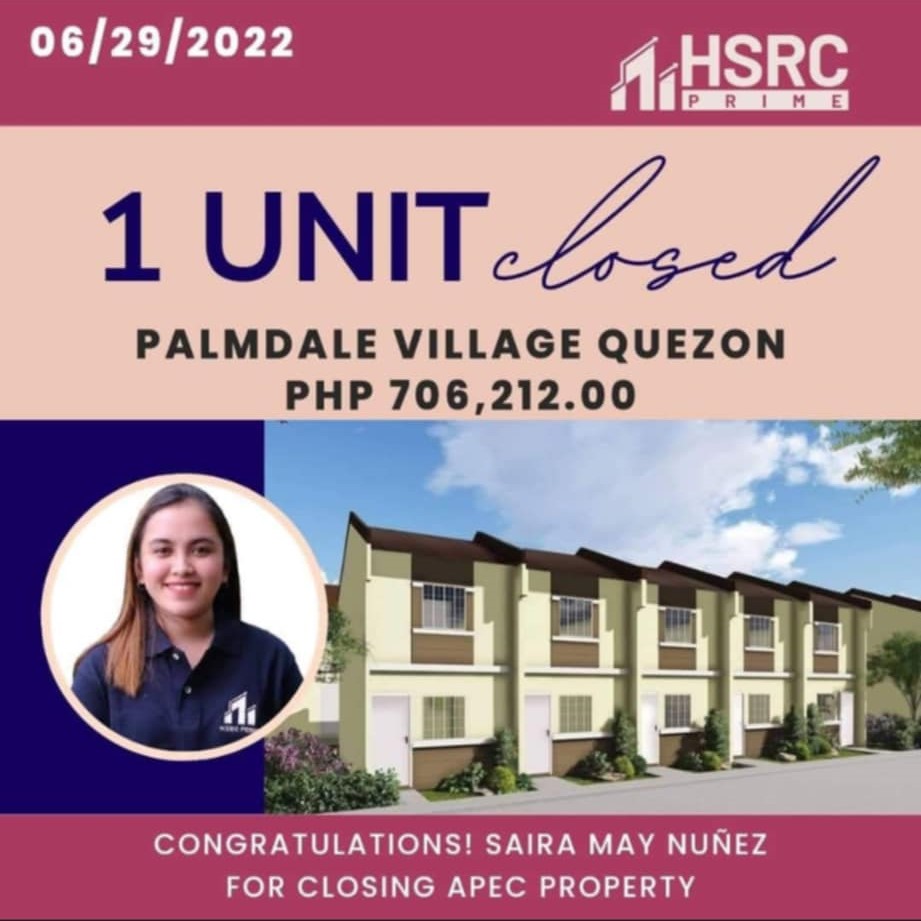 06/29/2022
HSRC
PRIME
1 UNIT closed
PALMDALE VILLAGE QUEZON
PHP 706,212.00
CONGRATULATIONS! SAIRA MAY NUÑEZ
FOR CLOSING APEC PROPERTY